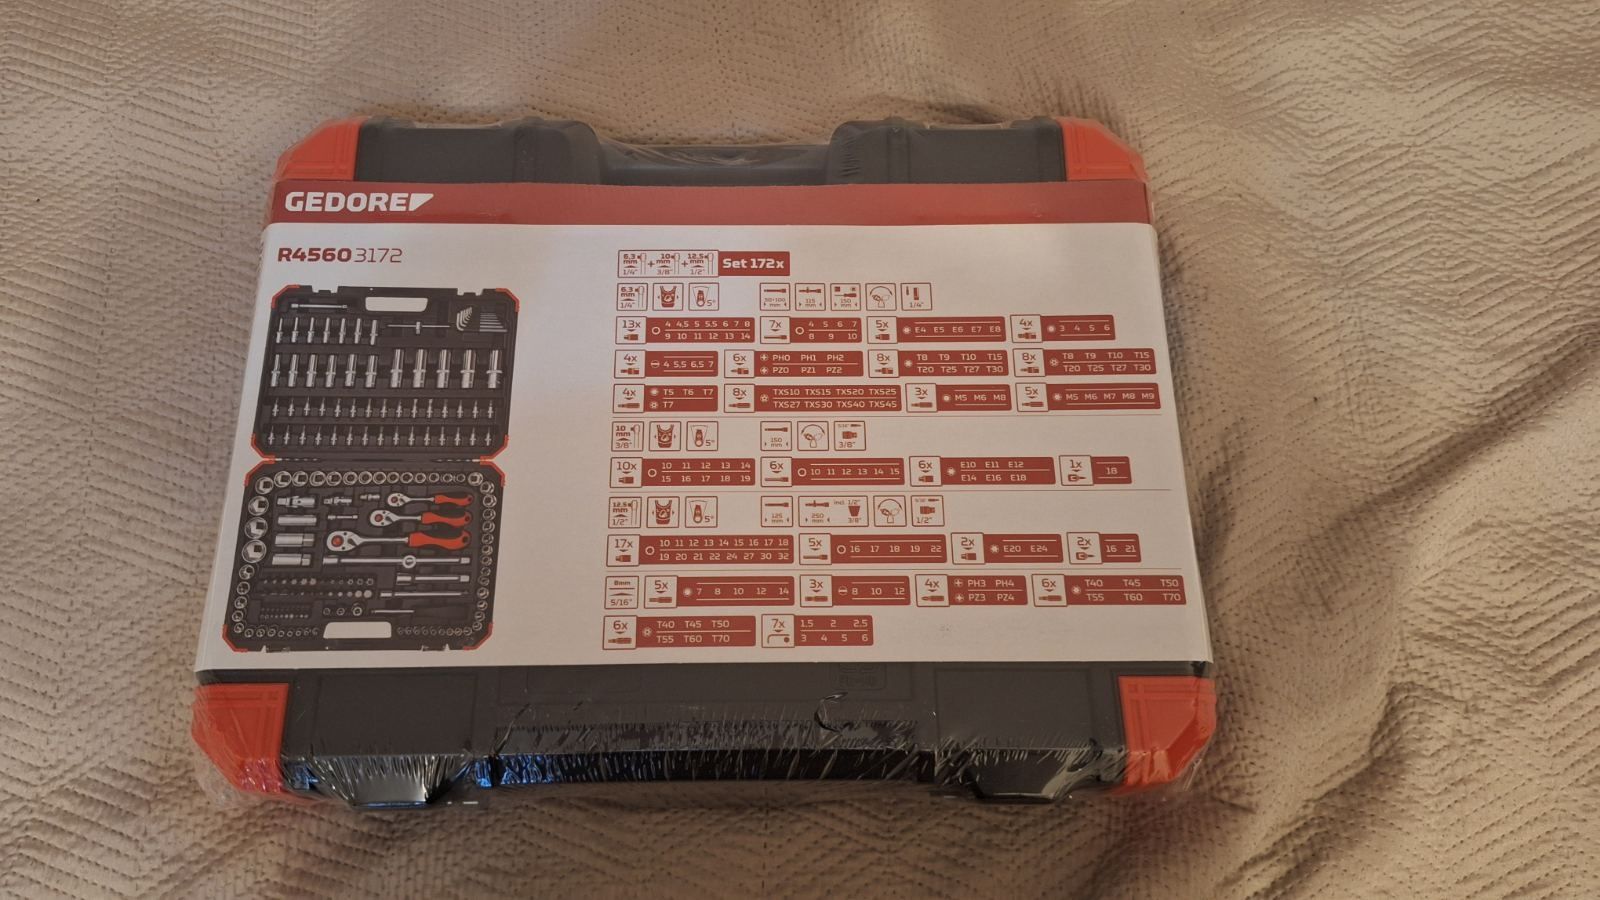 GEDORE
R4560 3172
6.3 mm 1/4" + 10 mm 3/8" + 12.5 mm 1/2" Set 172x
6.3 mm 1/4" 5° 50+100 mm 115 mm 150 mm 1/4"
13x 4 4,5 5 5,5 6 7 8 7x 4 5 6 7 5x E4 E5 E6 E7 E8 4x 3 4 5 6
9 10 11 12 13 14 8 9 10
4x 4 5,5 6,5 7 6x PH0 PH1 PH2 8x T8 T9 T10 T15 8x T8 T9 T10 T15
PZ0 PZ1 PZ2 T20 T25 T27 T30 T20 T25 T27 T30
4x T5 T6 T7 8x TXS10 TXS15 TXS20 TXS25 3x M5 M6 M8 5x M5 M6 M7 M8 M9
T7 TXS27 TXS30 TXS40 TXS45
10 mm 3/8" 5° 150 mm 5/16" 3/8"
10x 10 11 12 13 14 6x 10 11 12 13 14 15 6x E10 E11 E12 1x 18
15 16 17 18 19 E14 E16 E18
12.5 mm 1/2" 5° 125 mm 250 mm incl. 1/2" 3/8" 5/16" 1/2"
17x 10 11 12 13 14 15 16 17 18 5x 16 17 18 19 22 2x E20 E24 2x 16 21
19 20 21 22 24 27 30 32
8mm 5/16" 5x 7 8 10 12 14 3x 8 10 12 4x PH3 PH4 6x T40 T45 T50
PZ3 PZ4 T55 T60 T70
6x T40 T45 T50 7x 1,5 2 2,5
T55 T60 T70 3 4 5 6